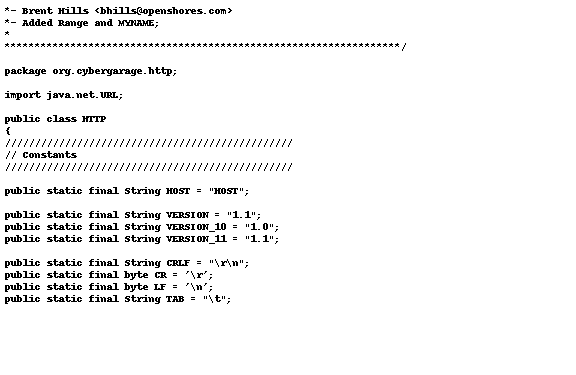 *- Brent Hills <bhills@openshores.com>
*- Added Range and MYNAME;
*
******************************************************************/
package org.cybergarage.http;
import java.net.URL;
public class HTTP
{
////////////////////////////////////////////////
// Constants
////////////////////////////////////////////////
public static final String HOST = "HOST";
public static final String VERSION = "1.1";
public static final String VERSION_10 = "1.0";
public static final String VERSION_11 = "1.1";
public static final String CRLF = "\r\n";
public static final byte CR = '\r';
public static final byte LF = '\n';
public static final String TAB = "\t";